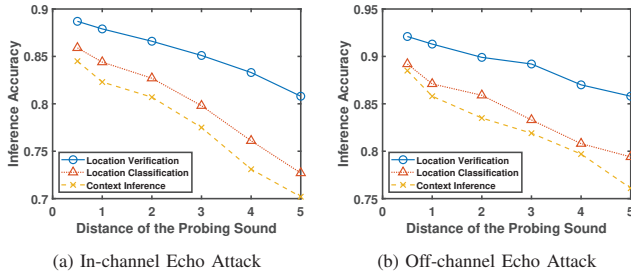 0.9
0.85
0.8
0.75
0.7
Inference Accuracy
0 1 2 3 4 5
Distance of the Probing Sound
Location Verification
Location Classification
Context Inference
(a) In-channel Echo Attack
0.95
0.9
0.85
0.8
0.75
Inference Accuracy
0 1 2 3 4 5
Distance of the Probing Sound
Location Verification
Location Classification
Context Inference
(b) Off-channel Echo Attack